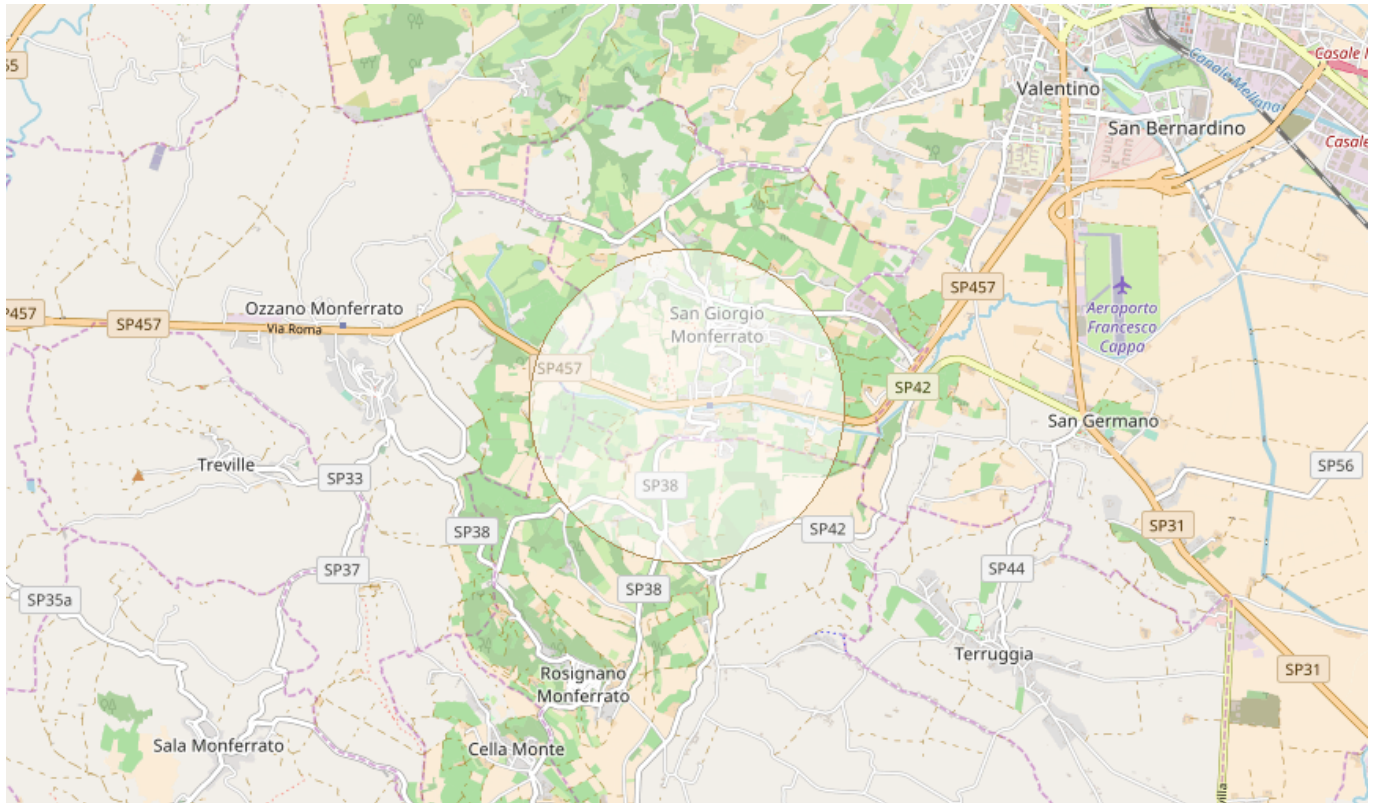 55
Casale M
Canale Mellana
Valentino
San Bernardino
Casale
SP457
Aeroporto
Francesco
Cappa
Ozzano Monferrato
P457
SP457
Via Roma
San Giorgio
Monferrato
SP457
SP42
San Germano
Treville
SP33
SP38
SP56
SP38
SP42
SP31
SP37
SP44
SP35a
SP38
Terruggia
Rosignano
Monferrato
SP31
Sala Monferrato
Cella Monte
villa